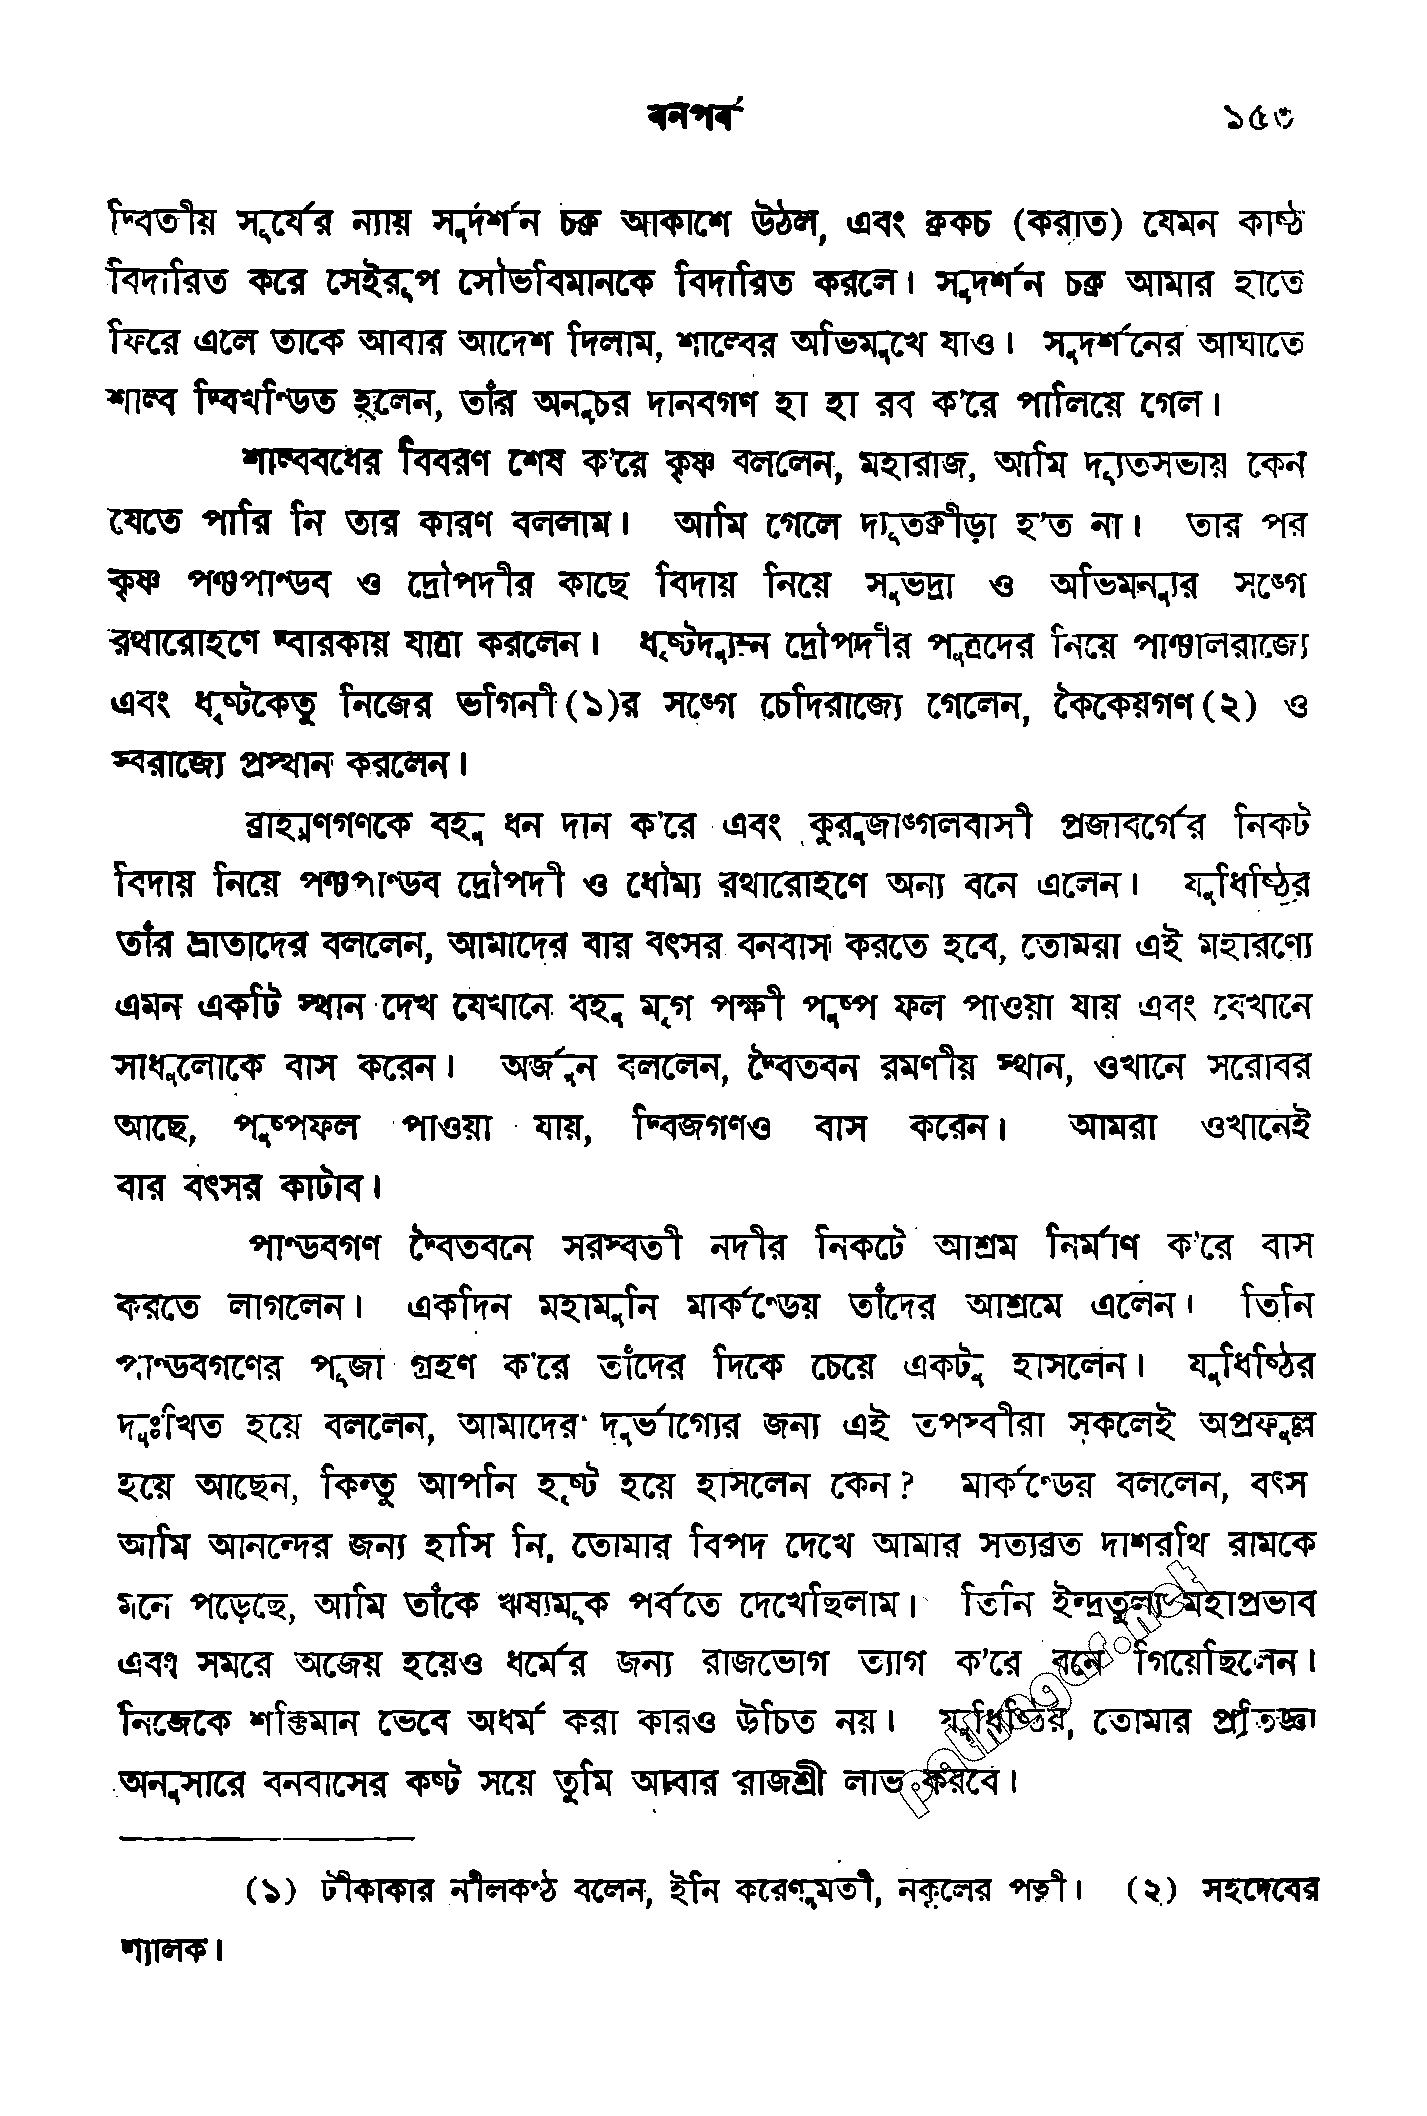 বনপর্ব ১৫৩
দ্বিতীয় সূর্যের ন্যায় সুদর্শন চক্র আকাশে উঠল, এবং ক্রকচ (করাত) যেমন কাষ্ঠ
বিদারিত করে সেইরূপ সৌভবিমানকে বিদারিত করলে। সুদর্শন চক্র আমার হাতে
ফিরে এলে তাকে আবার আদেশ দিলাম, শাল্বের অভিমুখে যাও। সুদর্শনের আঘাতে
শাল্ব দ্বিখণ্ডিত হলেন, তাঁর অনুচর দানবগণ হা হা রব ক'রে পালিয়ে গেল।
শাল্ববধের বিবরণ শেষ ক'রে কৃষ্ণ বললেন, মহারাজ, আমি দ্যূতসভায় কেন
যেতে পারি নি তার কারণ বললাম। আমি গেলে দ্যূতক্রীড়া হ'ত না। তার পর
কৃষ্ণ পঞ্চপাণ্ডব ও দ্রৌপদীর কাছে বিদায় নিয়ে সুভদ্রা ও অভিমন্যুর সঙ্গে
রথারোহণে দ্বারকায় যাত্রা করলেন। ধৃষ্টদ্যুম্ন দ্রৌপদীর পুত্রদের নিয়ে পাঞ্চালরাজ্যে
এবং ধৃষ্টকেতু নিজের ভগিনী(১)র সঙ্গে চেদিরাজ্যে গেলেন, কৈকেয়গণ(২) ও
স্বরাজ্যে প্রস্থান করলেন।
ব্রাহ্মণগণকে বহু ধন দান ক'রে এবং কুরুজাঙ্গলবাসী প্রজাবর্গের নিকট
বিদায় নিয়ে পঞ্চপাণ্ডব দ্রৌপদী ও ধৌম্য রথারোহণে অন্য বনে এলেন। যুধিষ্ঠির
তাঁর ভ্রাতাদের বললেন, আমাদের বার বৎসর বনবাস করতে হবে, তোমরা এই মহারণ্যে
এমন একটি স্থান দেখ যেখানে বহু মৃগ পক্ষী পুষ্প ফল পাওয়া যায় এবং যেখানে
সাধুলোকে বাস করেন। অর্জুন বললেন, দ্বৈতবন রমণীয় স্থান, ওখানে সরোবর
আছে, পুষ্পফল পাওয়া যায়, দ্বিজগণও বাস করেন। আমরা ওখানেই
বার বৎসর কাটাব।
পাণ্ডবগণ দ্বৈতবনে সরস্বতী নদীর নিকটে আশ্রম নির্মাণ ক'রে বাস
করতে লাগলেন। একদিন মহামুনি মার্কণ্ডেয় তাঁদের আশ্রমে এলেন। তিনি
পাণ্ডবগণের পূজা গ্রহণ ক'রে তাঁদের দিকে চেয়ে একটু হাসলেন। যুধিষ্ঠির
দুঃখিত হয়ে বললেন, আমাদের দুর্ভাগ্যের জন্য এই তপস্বীরা সকলেই অপ্রফুল্ল
হয়ে আছেন, কিন্তু আপনি হৃষ্ট হয়ে হাসলেন কেন? মার্কণ্ডেয় বললেন, বৎস
আমি আনন্দের জন্য হাসি নি, তোমার বিপদ দেখে আমার সত্যব্রত দাশরথি রামকে
মনে পড়েছে, আমি তাঁকে ঋষ্যমূক পর্বতে দেখেছিলাম। তিনি ইন্দ্রতুল্য মহাপ্রভাব
এবং সমরে অজেয় হয়েও ধর্মের জন্য রাজভোগ ত্যাগ ক'রে বনে গিয়েছিলেন।
নিজেকে শক্তিমান ভেবে অধর্ম করা কারও উচিত নয়। যুধিষ্ঠির, তোমার প্রতিজ্ঞা
অনুসারে বনবাসের কষ্ট সয়ে তুমি আবার রাজশ্রী লাভ করবে।
pathagar.net
(১) টীকাকার নীলকণ্ঠ বলেন, ইনি করেণুমতী, নকুলের পত্নী। (২) সহদেবের
শ্যালক।